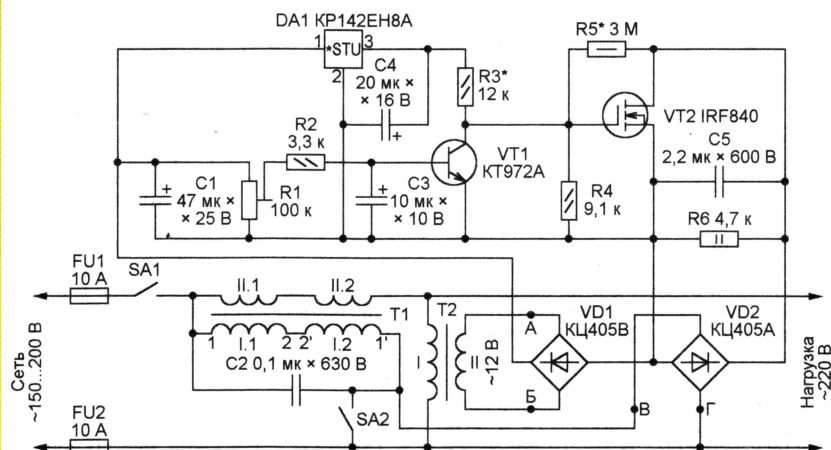 DA1 КР142ЕН8А
1
*STU
3
2
C4
20 мк ×
× 16 В
+
R3*
12 к
R5* 3 М
VT2 IRF840
C5
2,2 мк × 600 В
R2
3,3 к
VT1
КТ972А
+
C1
47 мк ×
× 25 В
R1
100 к
+
C3
10 мк ×
× 10 В
R4
9,1 к
R6 4,7 к
FU1
10 А
SA1
II.1
II.2
T1
T2
1
I.1
2
2'
I.2
1'
C2 0,1 мк × 630 В
SA2
I
II
~12 В
А
Б
VD1
КЦ405В
VD2
КЦ405А
В
Г
Сеть
~150...200 В
FU2
10 А
Нагрузка
~220 В